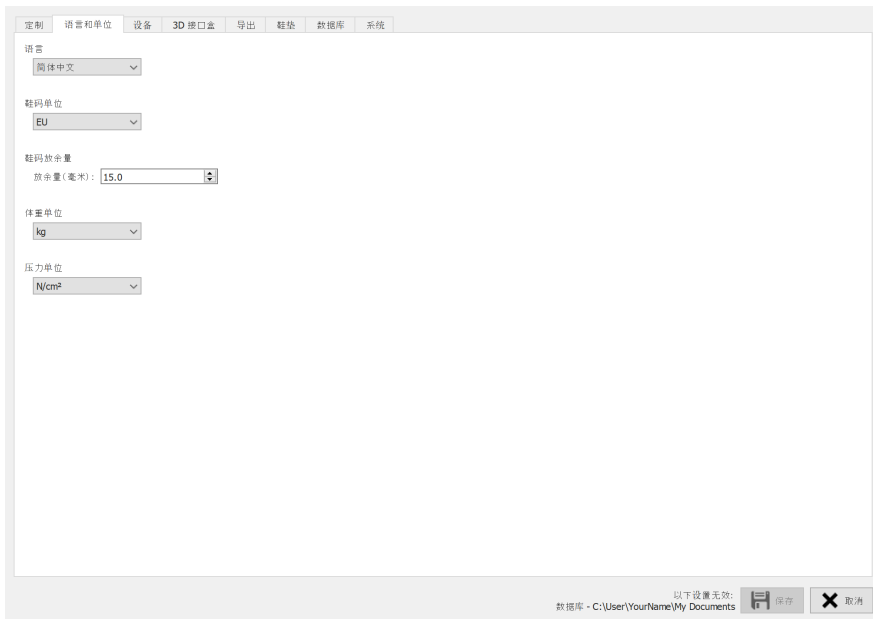 定制 语言和单位 设备 3D 接口盒 导出 鞋垫 数据库 系统
语言
简体中文
鞋码单位
EU
鞋码放余量
放余量(毫米): 15.0
体重单位
kg
压力单位
N/cm²
以下设置无效:
数据库 - C:\User\YourName\My Documents
保存
取消